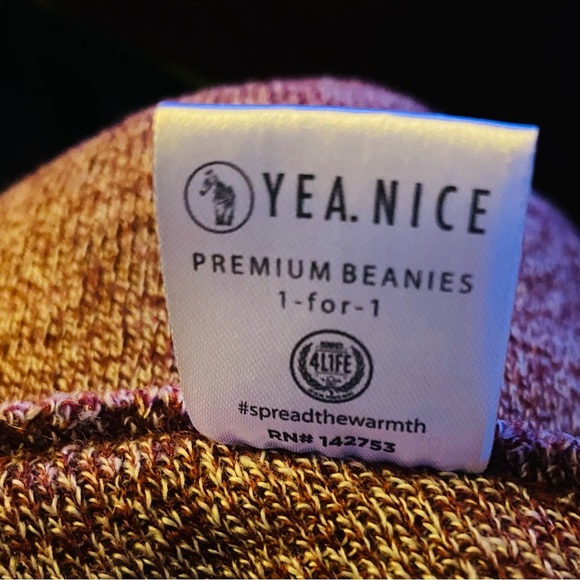 YEA. NICE
PREMIUM BEANIES
1-for-1
4LIFE
#spreadthewarmth
RN# 142753